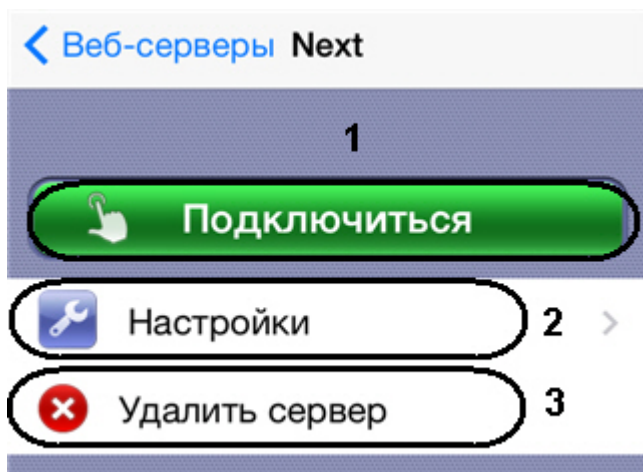 Веб-серверы Next
1
Подключиться
Настройки 2
Удалить сервер 3